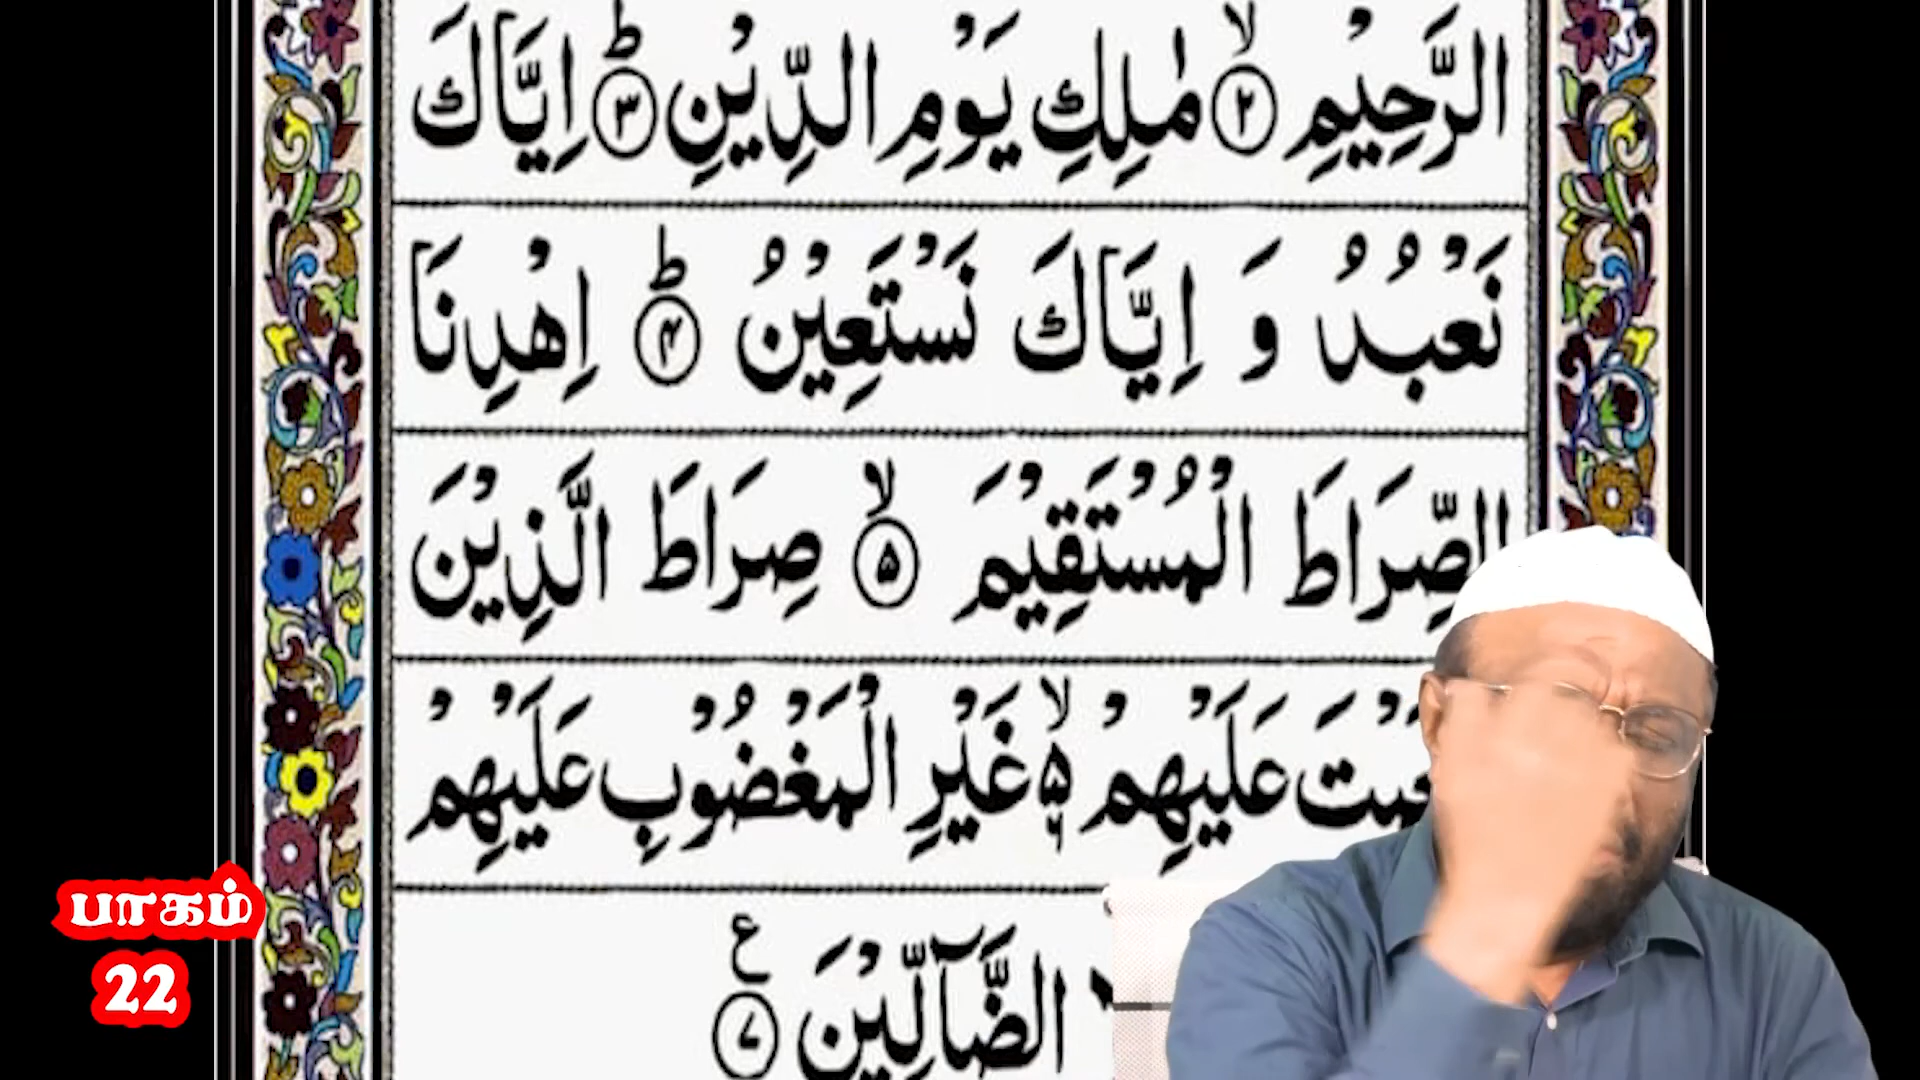 الرَّحِيْمِ ۙ﴿۲﴾ مٰلِكِ يَوْمِ الدِّيْنِ ؕ﴿۳﴾ اِيَّاكَ
نَعْبُدُ وَ اِيَّاكَ نَسْتَعِيْنُ ؕ﴿۴﴾ اِهْدِنَا
الصِّرَاطَ الْمُسْتَقِيْمَ ۙ﴿۵﴾ صِرَاطَ الَّذِيْنَ
عَلَيْهِمْ ۙ۵ ۬ غَيْرِ الْمَغْضُوْبِ عَلَيْهِمْ
الضَّآلِّيْنَ ﴿۷﴾ ع
பாகம்
22